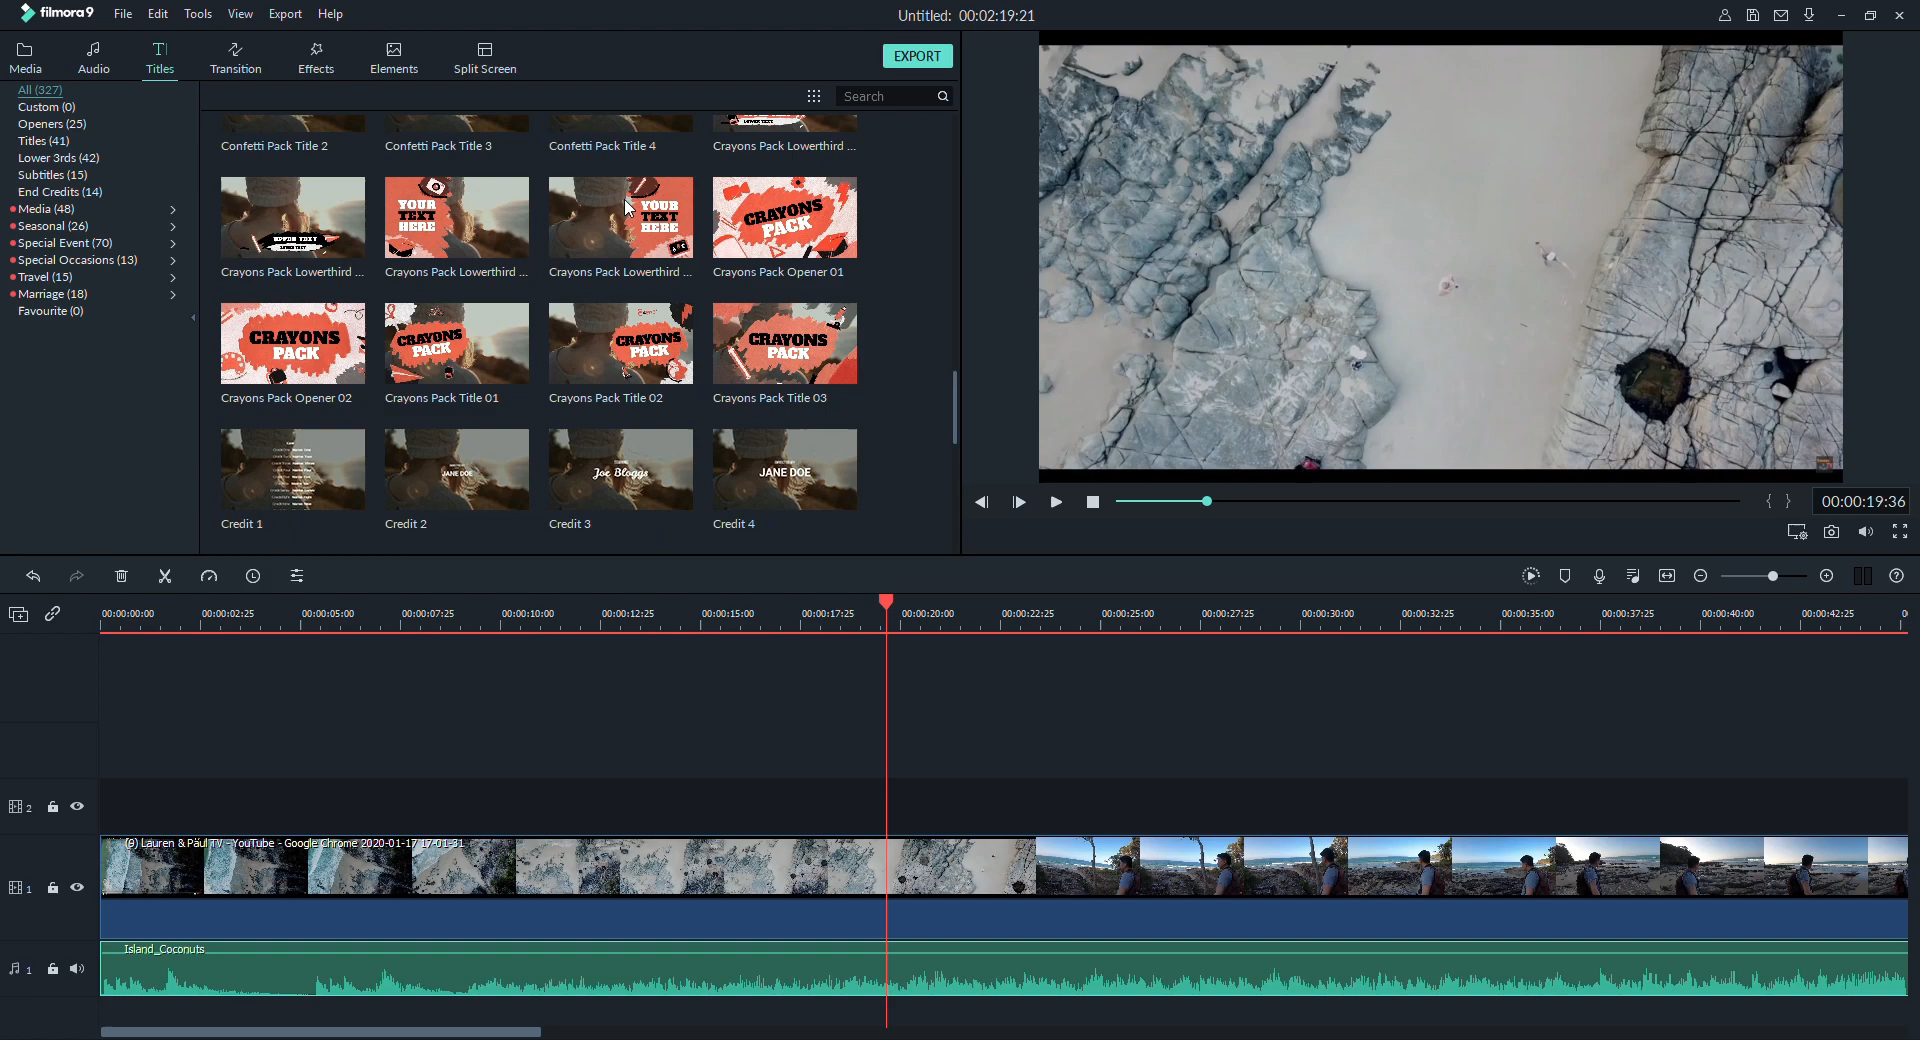 filmora9 File Edit Tools View Export Help
Untitled: 00:02:19:21
Media Audio Titles Transition Effects Elements Split Screen
EXPORT
All (327)
Custom (0)
Openers (25)
Titles (41)
Lower 3rds (42)
Subtitles (15)
End Credits (14)
Media (48)
Seasonal (26)
Special Event (70)
Special Occasions (13)
Travel (15)
Marriage (18)
Favourite (0)
Search
LOWER TEXT
Confetti Pack Title 2
Confetti Pack Title 3
Confetti Pack Title 4
Crayons Pack Lowerthird ...
UPPER TEXT
LOWER TEXT
YOUR
TEXT
HERE
YOUR
TEXT
HERE
CRAYONS
PACK
Crayons Pack Lowerthird ...
Crayons Pack Lowerthird ...
Crayons Pack Lowerthird ...
Crayons Pack Opener 01
CRAYONS
PACK
CRAYONS
PACK
CRAYONS
PACK
CRAYONS
PACK
Crayons Pack Opener 02
Crayons Pack Title 01
Crayons Pack Title 02
Crayons Pack Title 03
JANE DOE
Joe Bloggs
JANE DOE
Credit 1
Credit 2
Credit 3
Credit 4
{ }
00:00:19:36
00:00:00:00 00:00:02:25 00:00:05:00 00:00:07:25 00:00:10:00 00:00:12:25 00:00:15:00 00:00:17:25 00:00:20:00 00:00:22:25 00:00:25:00 00:00:27:25 00:00:30:00 00:00:32:25 00:00:35:00 00:00:37:25 00:00:40:00 00:00:42:25
2
(9) Lauren & Paul TV - YouTube - Google Chrome 2020-01-17 17-01-31
1
Island_Coconuts
1